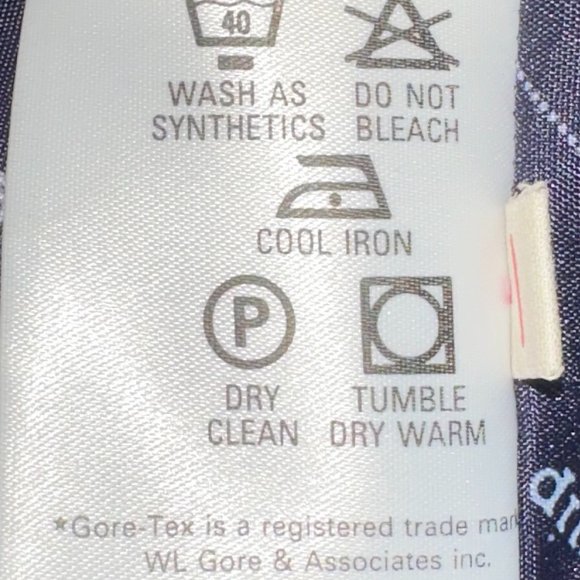 40
WASH AS DO NOT
SYNTHETICS BLEACH
COOL IRON
P
DRY TUMBLE
CLEAN DRY WARM
*Gore-Tex is a registered trade mark
WL Gore & Associates inc.